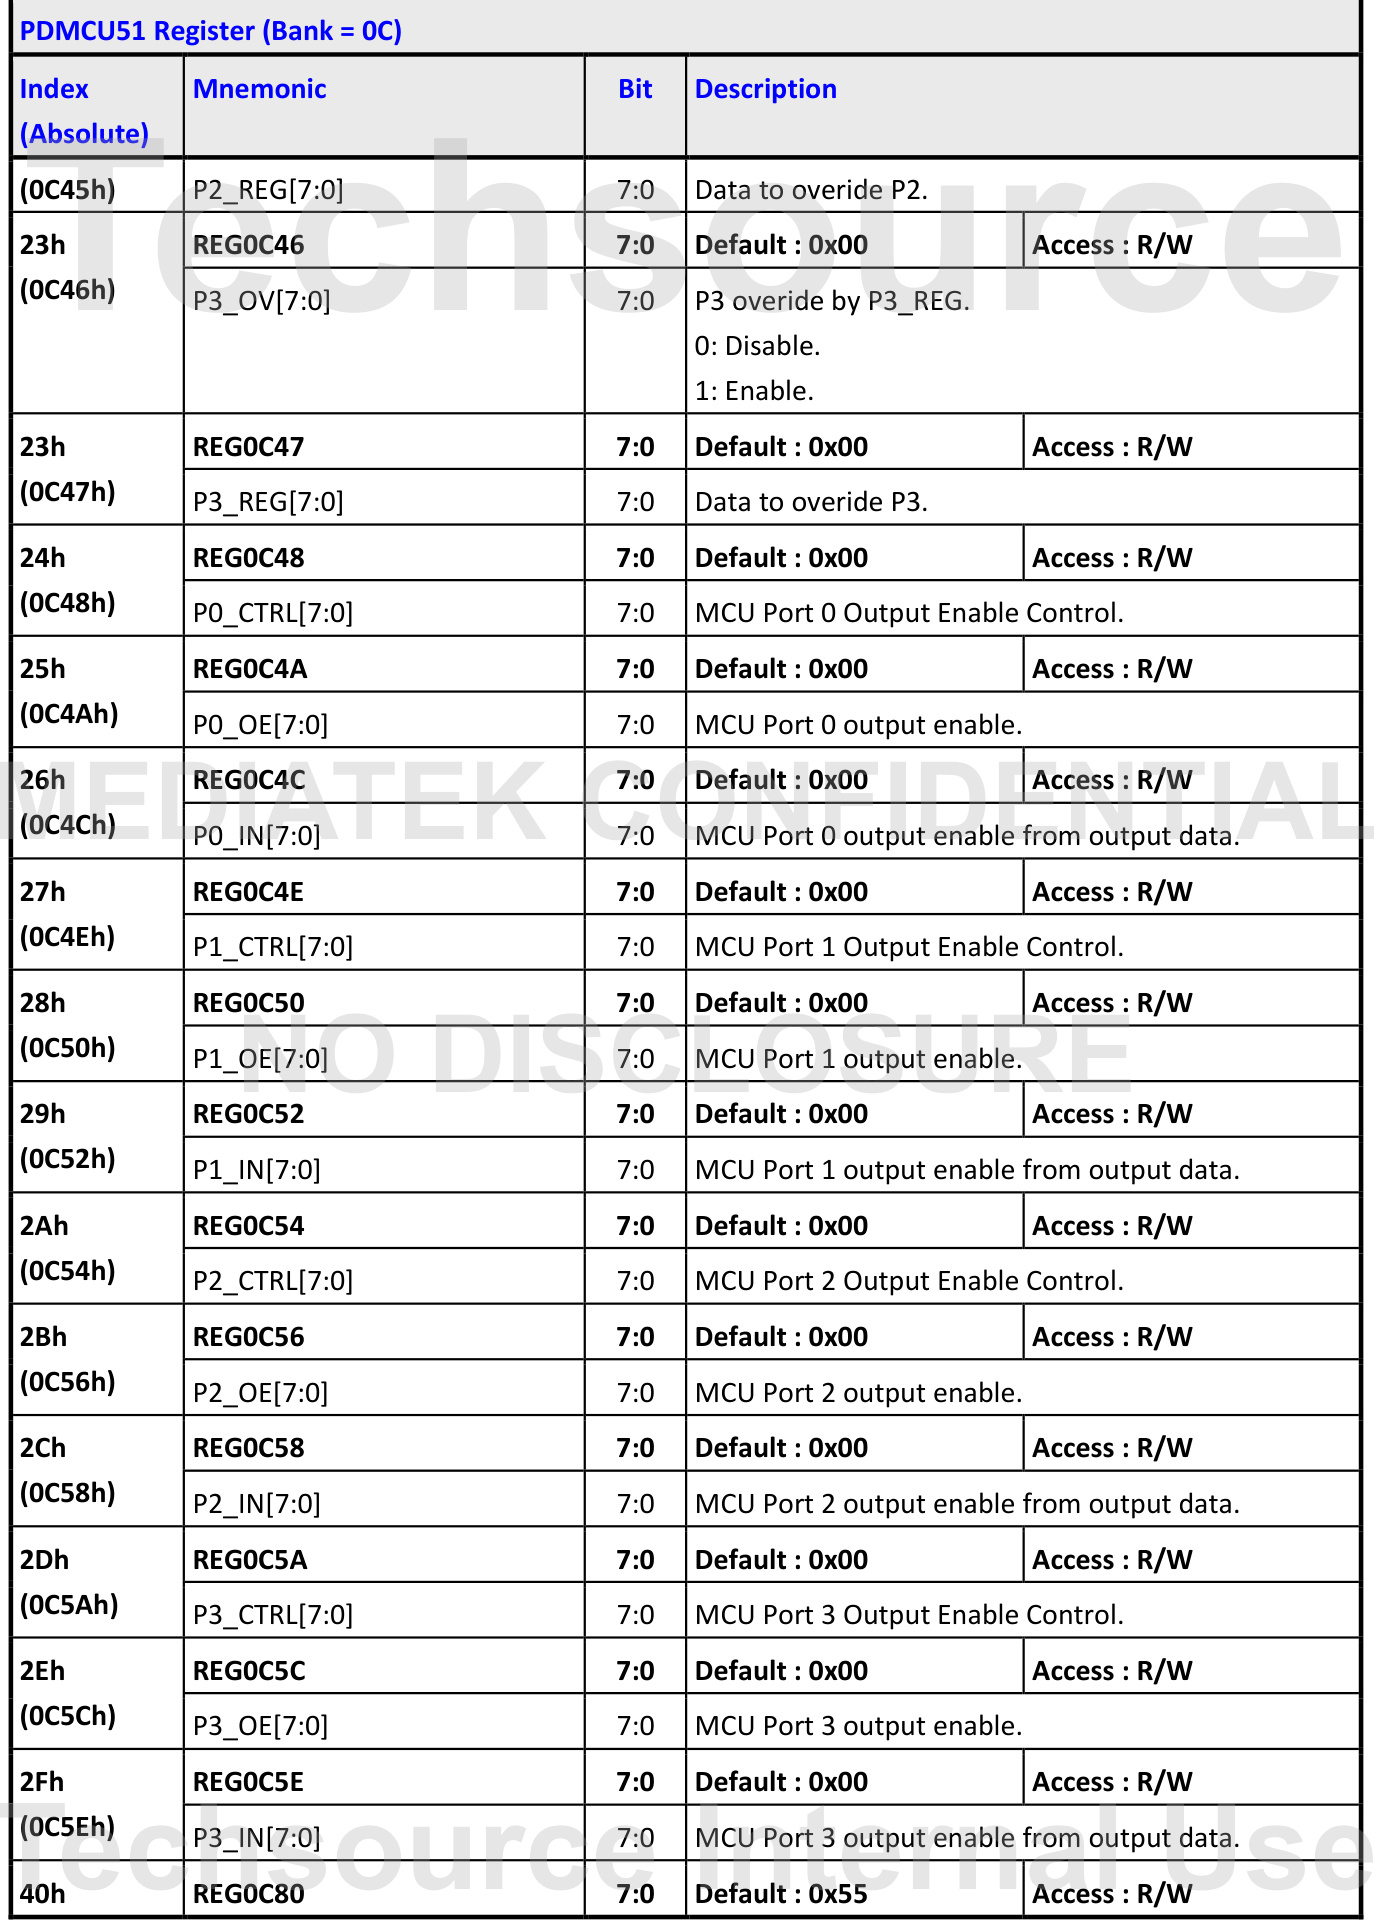 PDMCU51 Register (Bank = 0C)
Index (Absolute) Mnemonic Bit Description
(0C45h) P2_REG[7:0] 7:0 Data to overide P2.
23h REG0C46 7:0 Default : 0x00 Access : R/W
(0C46h) P3_OV[7:0] 7:0 P3 overide by P3_REG.
0: Disable.
1: Enable.
23h REG0C47 7:0 Default : 0x00 Access : R/W
(0C47h) P3_REG[7:0] 7:0 Data to overide P3.
24h REG0C48 7:0 Default : 0x00 Access : R/W
(0C48h) P0_CTRL[7:0] 7:0 MCU Port 0 Output Enable Control.
25h REG0C4A 7:0 Default : 0x00 Access : R/W
(0C4Ah) P0_OE[7:0] 7:0 MCU Port 0 output enable.
26h REG0C4C 7:0 Default : 0x00 Access : R/W
(0C4Ch) P0_IN[7:0] 7:0 MCU Port 0 output enable from output data.
27h REG0C4E 7:0 Default : 0x00 Access : R/W
(0C4Eh) P1_CTRL[7:0] 7:0 MCU Port 1 Output Enable Control.
28h REG0C50 7:0 Default : 0x00 Access : R/W
(0C50h) P1_OE[7:0] 7:0 MCU Port 1 output enable.
29h REG0C52 7:0 Default : 0x00 Access : R/W
(0C52h) P1_IN[7:0] 7:0 MCU Port 1 output enable from output data.
2Ah REG0C54 7:0 Default : 0x00 Access : R/W
(0C54h) P2_CTRL[7:0] 7:0 MCU Port 2 Output Enable Control.
2Bh REG0C56 7:0 Default : 0x00 Access : R/W
(0C56h) P2_OE[7:0] 7:0 MCU Port 2 output enable.
2Ch REG0C58 7:0 Default : 0x00 Access : R/W
(0C58h) P2_IN[7:0] 7:0 MCU Port 2 output enable from output data.
2Dh REG0C5A 7:0 Default : 0x00 Access : R/W
(0C5Ah) P3_CTRL[7:0] 7:0 MCU Port 3 Output Enable Control.
2Eh REG0C5C 7:0 Default : 0x00 Access : R/W
(0C5Ch) P3_OE[7:0] 7:0 MCU Port 3 output enable.
2Fh REG0C5E 7:0 Default : 0x00 Access : R/W
(0C5Eh) P3_IN[7:0] 7:0 MCU Port 3 output enable from output data.
40h REG0C80 7:0 Default : 0x55 Access : R/W
Techsource
MEDIATEK CONFIDENTIAL
NO DISCLOSURE
Techsource Internal Use